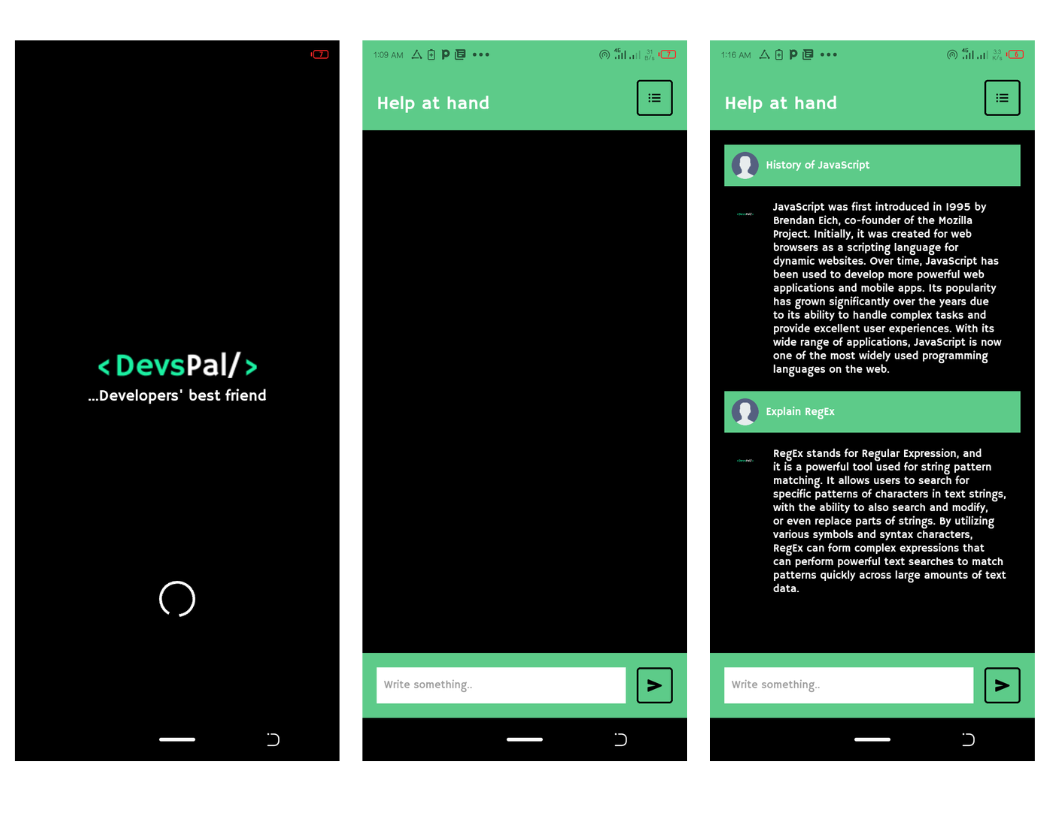 7
<DevsPal/>
...Developers' best friend
1:09 AM
4G
7
Help at hand
Write something..
1:16 AM
4G
6
Help at hand
History of JavaScript
JavaScript was first introduced in 1995 by
Brendan Eich, co-founder of the Mozilla
Project. Initially, it was created for web
browsers as a scripting language for
dynamic websites. Over time, JavaScript has
been used to develop more powerful web
applications and mobile apps. Its popularity
has grown significantly over the years due
to its ability to handle complex tasks and
provide excellent user experiences. With its
wide range of applications, JavaScript is now
one of the most widely used programming
languages on the web.
Explain RegEx
RegEx stands for Regular Expression, and
it is a powerful tool used for string pattern
matching. It allows users to search for
specific patterns of characters in text strings,
with the ability to also search and modify,
or even replace parts of strings. By utilizing
various symbols and syntax characters,
RegEx can form complex expressions that
can perform powerful text searches to match
patterns quickly across large amounts of text
data.
Write something..